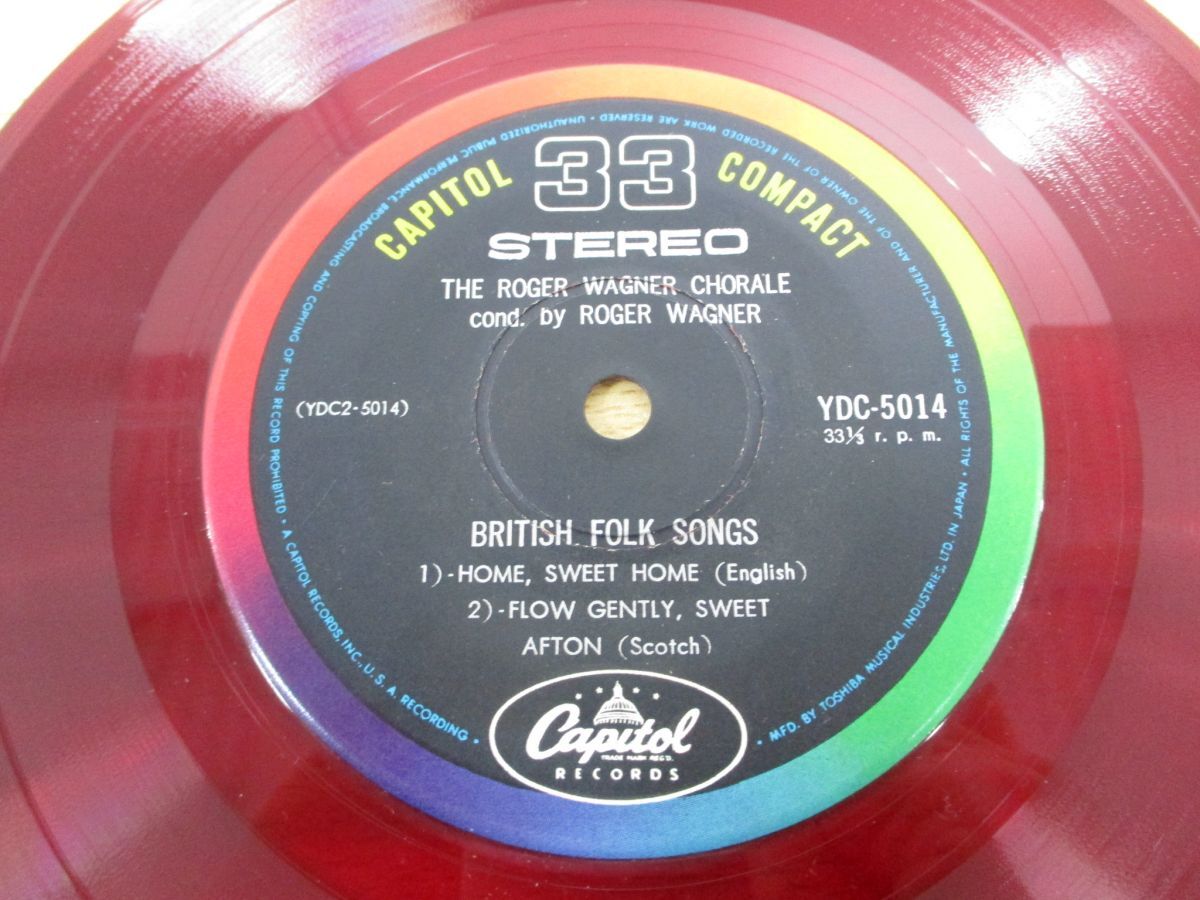 CAPITOL 33 COMPACT
STEREO
THE ROGER WAGNER CHORALE
cond. by ROGER WAGNER
(YDC2-5014)
YDC-5014
33⅓ r. p. m.
BRITISH FOLK SONGS
1)-HOME, SWEET HOME (English)
2)-FLOW GENTLY, SWEET
AFTON (Scotch)
Capitol
TRADE MARK REG'D.
RECORDS
MFD. BY TOSHIBA MUSICAL INDUSTRIES, LTD. IN JAPAN • ALL RIGHTS OF THE MANUFACTURER AND OF THE OWNER OF THE RECORDED WORK ARE RESERVED • UNAUTHORIZED PUBLIC PERFORMANCE, BROADCASTING AND COPYING OF THIS RECORD PROHIBITED • A CAPITOL RECORDS, INC., U. S. A. RECORDING •